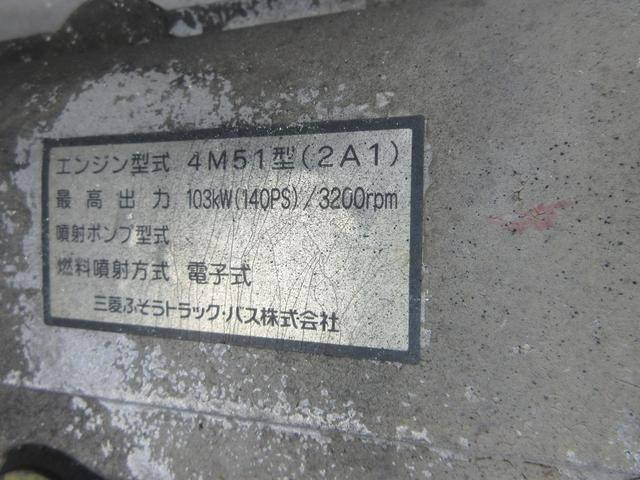 エンジン型式 4M51型(2A1)
最高出力 103kW(140PS)/3200rpm
噴射ポンプ型式
燃料噴射方式 電子式
三菱ふそうトラック・バス株式会社